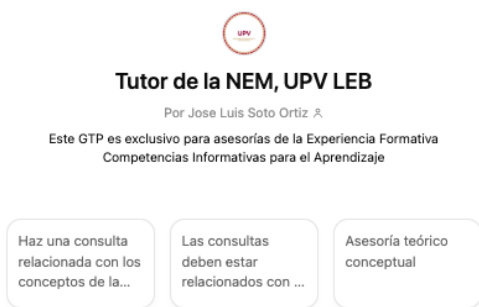 UPV
Tutor de la NEM, UPV LEB
Por Jose Luis Soto Ortiz
Este GTP es exclusivo para asesorías de la Experiencia Formativa
Competencias Informativas para el Aprendizaje
Haz una consulta
relacionada con los
conceptos de la...
Las consultas
deben estar
relacionados con ...
Asesoría teórico
conceptual